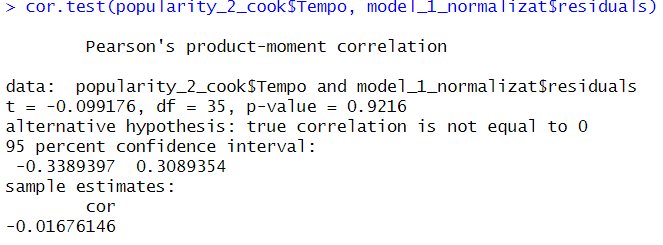 > cor.test(popularity_2_cook$Tempo, model_1_normalizat$residuals)
Pearson's product-moment correlation
data:  popularity_2_cook$Tempo and model_1_normalizat$residuals
t = -0.099176, df = 35, p-value = 0.9216
alternative hypothesis: true correlation is not equal to 0
95 percent confidence interval:
-0.3389397  0.3089354
sample estimates:
cor
-0.01676146